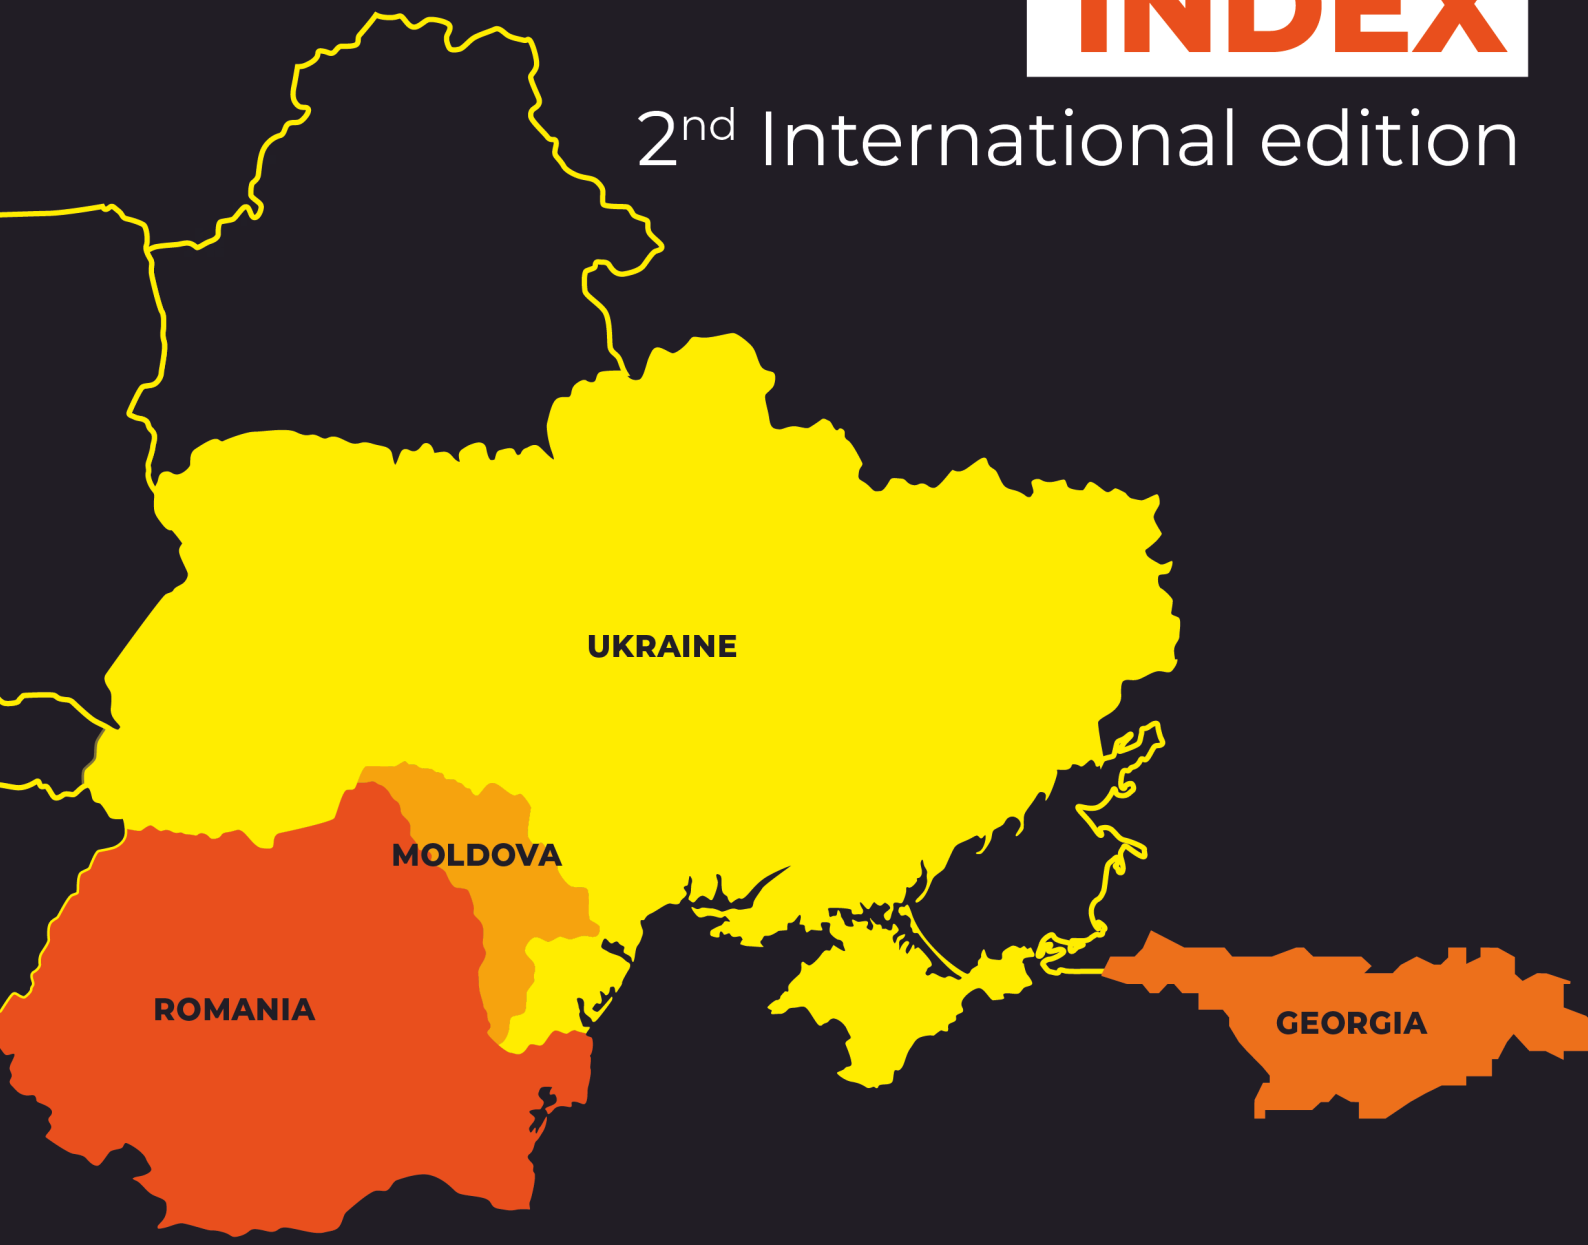 INDEX
2nd International edition
UKRAINE
MOLDOVA
ROMANIA
GEORGIA